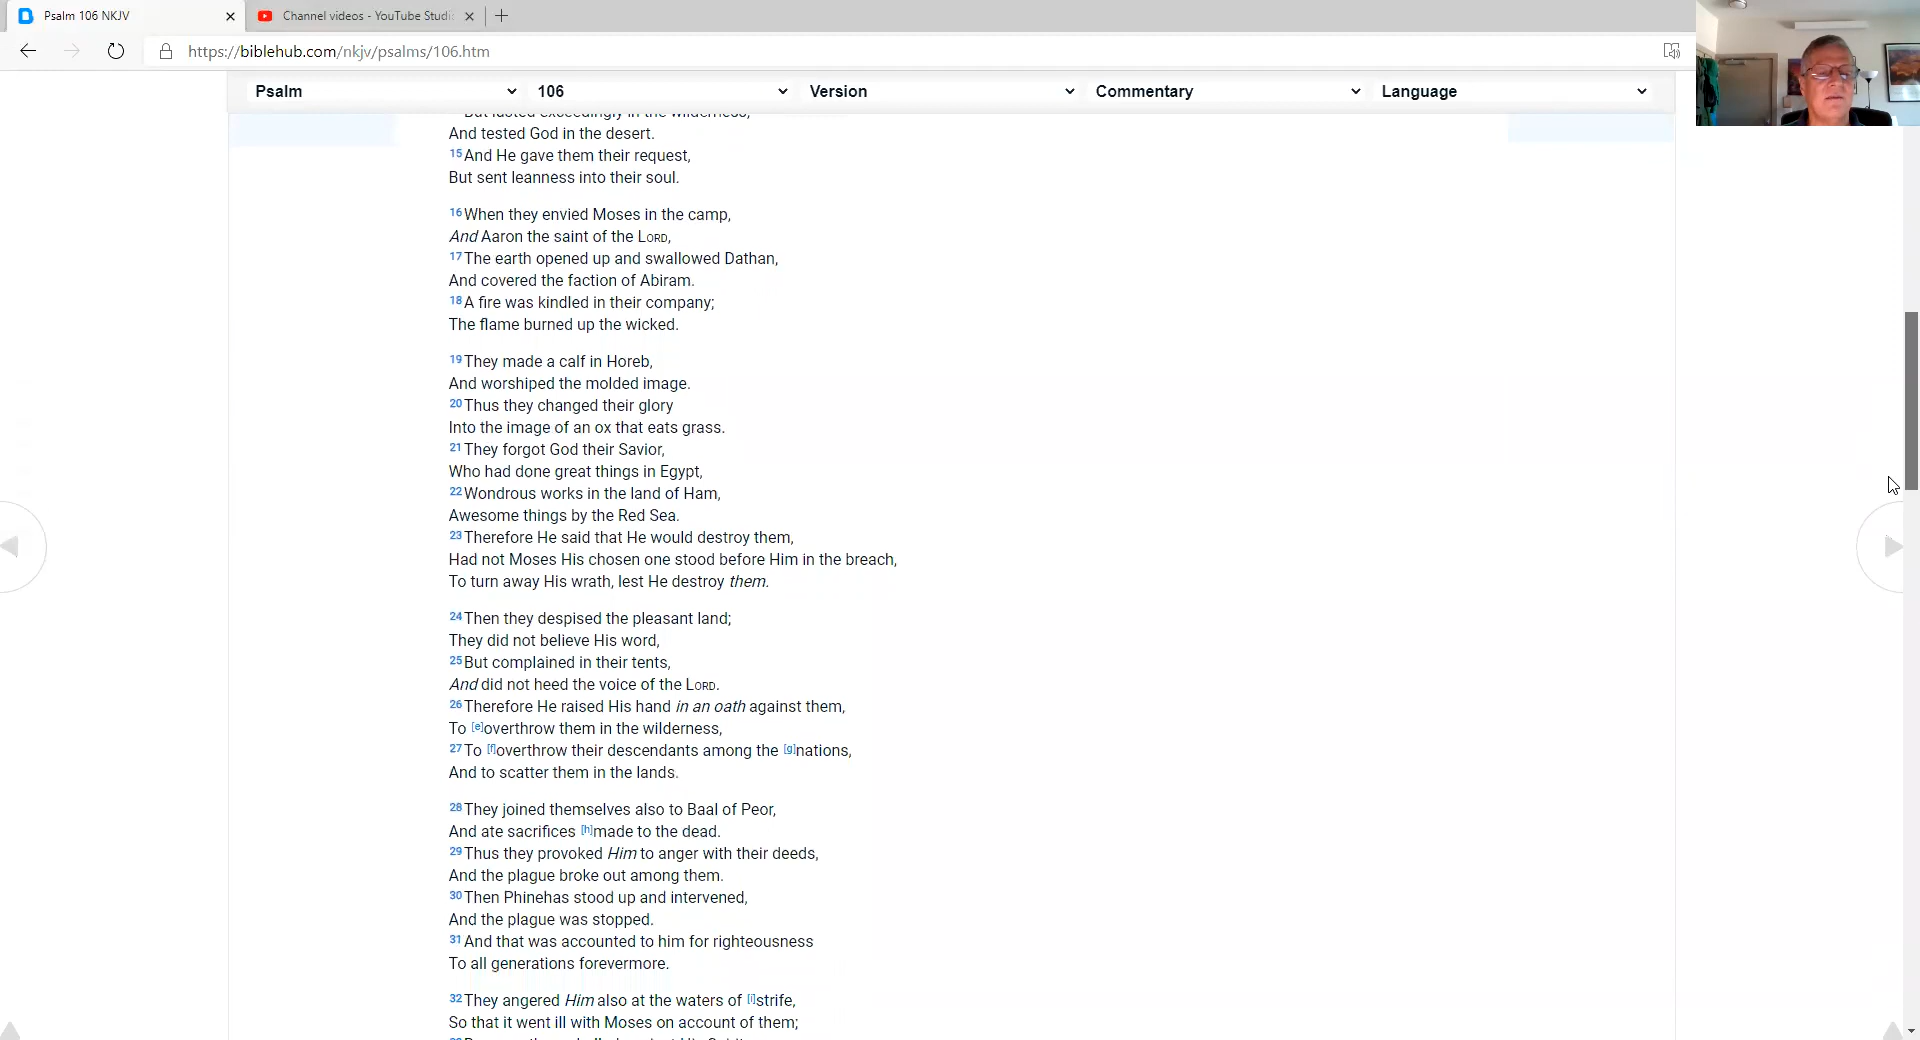 Psalm 106 NKJV
Channel videos - YouTube Studi
https://biblehub.com/nkjv/psalms/106.htm
Psalm 106 Version Commentary Language
But lusted exceedingly in the wilderness,
And tested God in the desert.
15 And He gave them their request,
But sent leanness into their soul.
16 When they envied Moses in the camp,
And Aaron the saint of the LORD,
17 The earth opened up and swallowed Dathan,
And covered the faction of Abiram.
18 A fire was kindled in their company;
The flame burned up the wicked.
19 They made a calf in Horeb,
And worshiped the molded image.
20 Thus they changed their glory
Into the image of an ox that eats grass.
21 They forgot God their Savior,
Who had done great things in Egypt,
22 Wondrous works in the land of Ham,
Awesome things by the Red Sea.
23 Therefore He said that He would destroy them,
Had not Moses His chosen one stood before Him in the breach,
To turn away His wrath, lest He destroy them.
24 Then they despised the pleasant land;
They did not believe His word,
25 But complained in their tents,
And did not heed the voice of the LORD.
26 Therefore He raised His hand in an oath against them,
To [e]overthrow them in the wilderness,
27 To [f]overthrow their descendants among the [g]nations,
And to scatter them in the lands.
28 They joined themselves also to Baal of Peor,
And ate sacrifices [h]made to the dead.
29 Thus they provoked Him to anger with their deeds,
And the plague broke out among them.
30 Then Phinehas stood up and intervened,
And the plague was stopped.
31 And that was accounted to him for righteousness
To all generations forevermore.
32 They angered Him also at the waters of [i]strife,
So that it went ill with Moses on account of them;